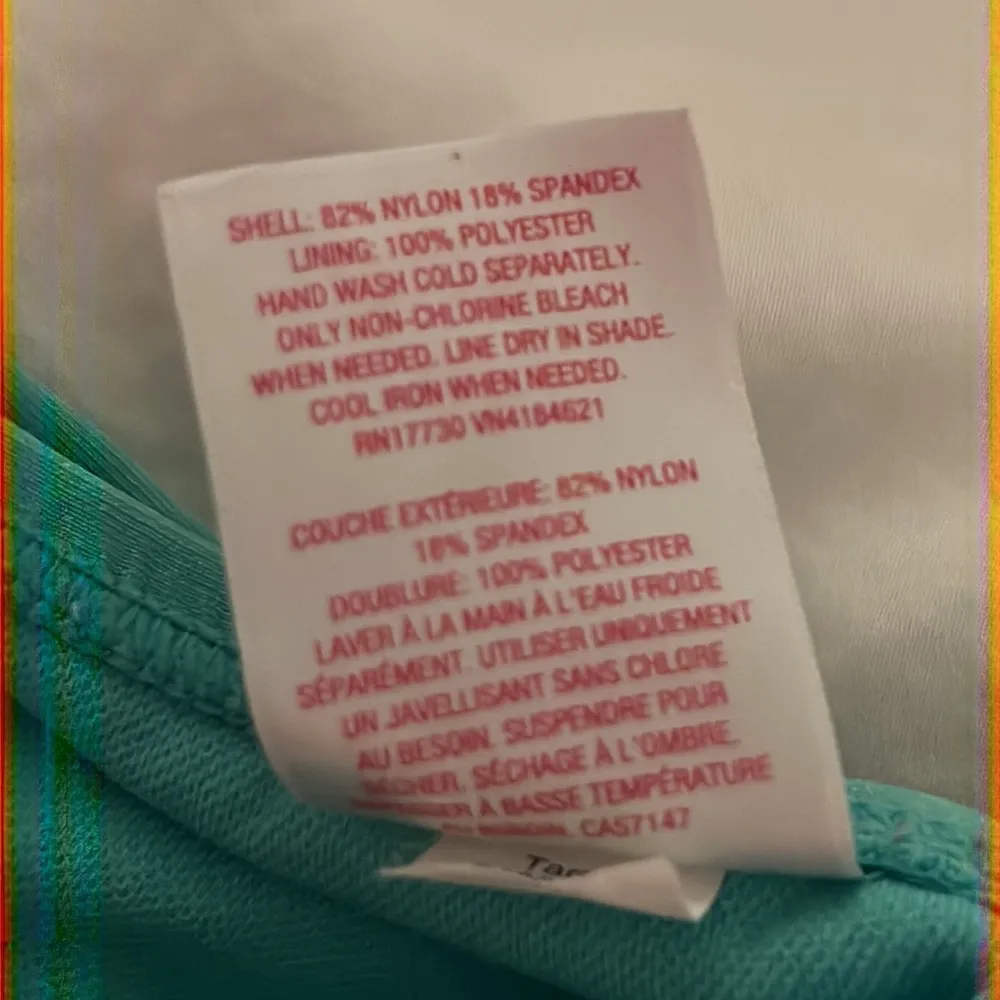 SHELL: 82% NYLON 18% SPANDEX
LINING: 100% POLYESTER
HAND WASH COLD SEPARATELY.
ONLY NON-CHLORINE BLEACH
WHEN NEEDED. LINE DRY IN SHADE.
COOL IRON WHEN NEEDED.
RN17730 VN4184621
COUCHE EXTÉRIEURE: 82% NYLON
18% SPANDEX
DOUBLURE: 100% POLYESTER
LAVER À LA MAIN À L'EAU FROIDE
SÉPARÉMENT. UTILISER UNIQUEMENT
UN JAVELLISANT SANS CHLORE
AU BESOIN. SUSPENDRE POUR
SÉCHER. SÉCHAGE À L'OMBRE.
À BASSE TEMPÉRATURE
CA57147